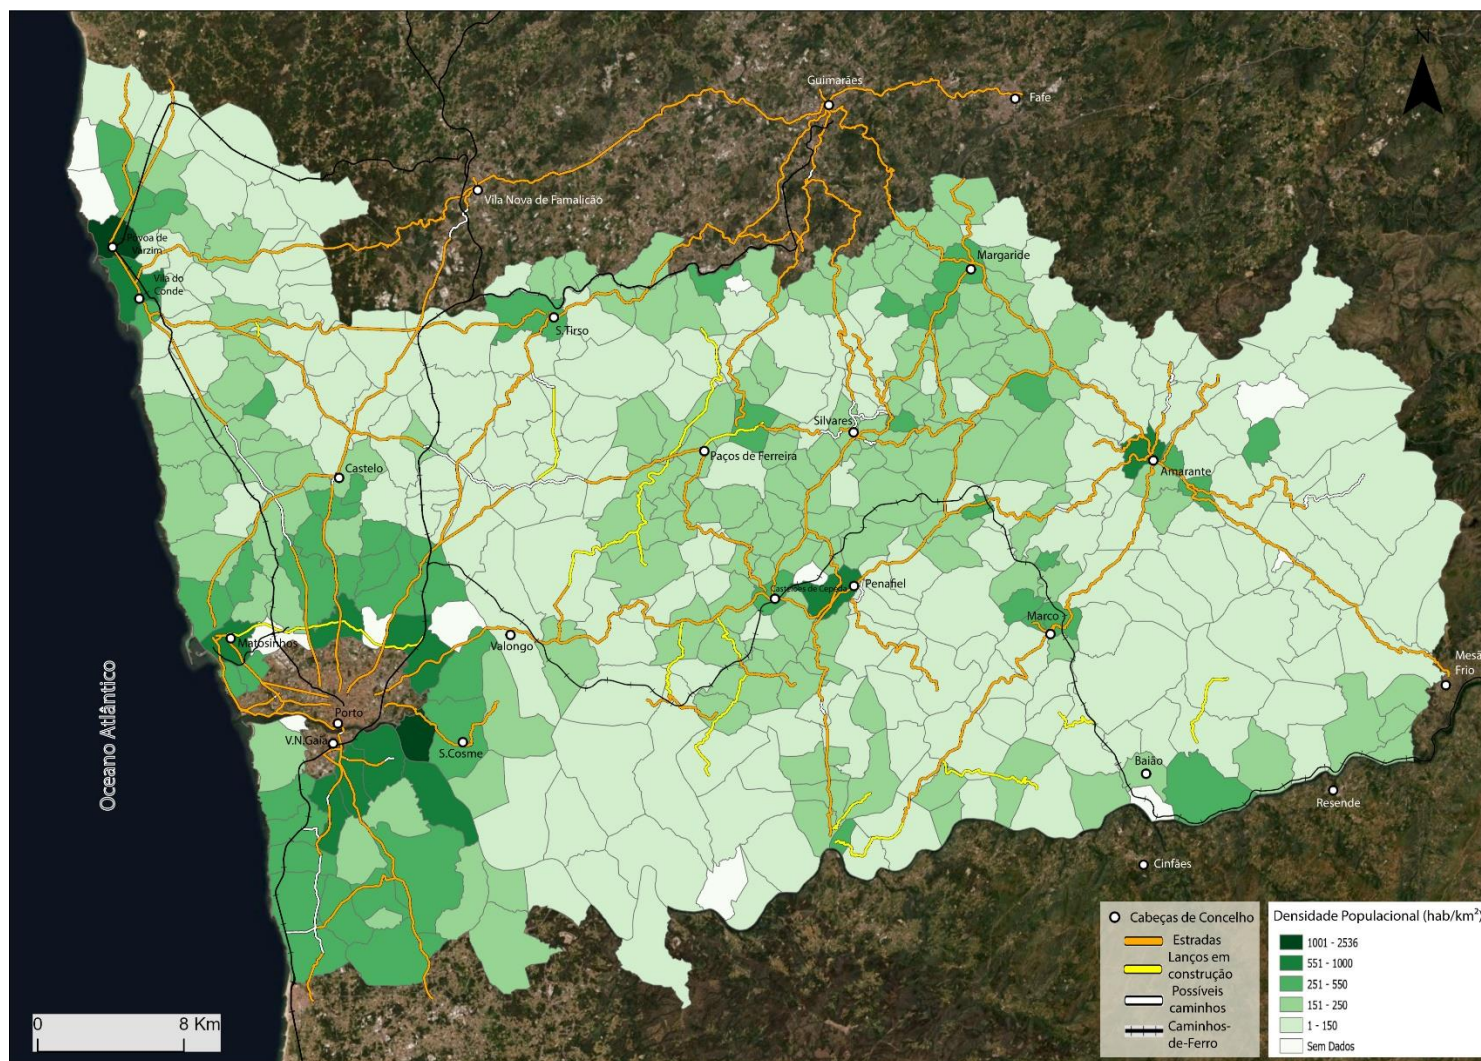 N
Guimarães
Fafe
Vila Nova de Famalicão
Póvoa de
Varzim
Margaride
Vila do
Conde
S.Tirso
Silvares
Paços de Ferreira
Amarante
Castelo
Penafiel
Castelões de Cepeda
Marco
Matosinhos
Valongo
Mesão
Frio
Oceano Atlântico
Porto
V.N.Gaia
S.Cosme
Baião
Resende
Cinfães
Cabeças de Concelho
Estradas
Lanços em
construção
Possíveis
caminhos
Caminhos-
de-Ferro
Densidade Populacional (hab/km²)
1001 - 2536
551 - 1000
251 - 550
151 - 250
1 - 150
Sem Dados
0 8 Km